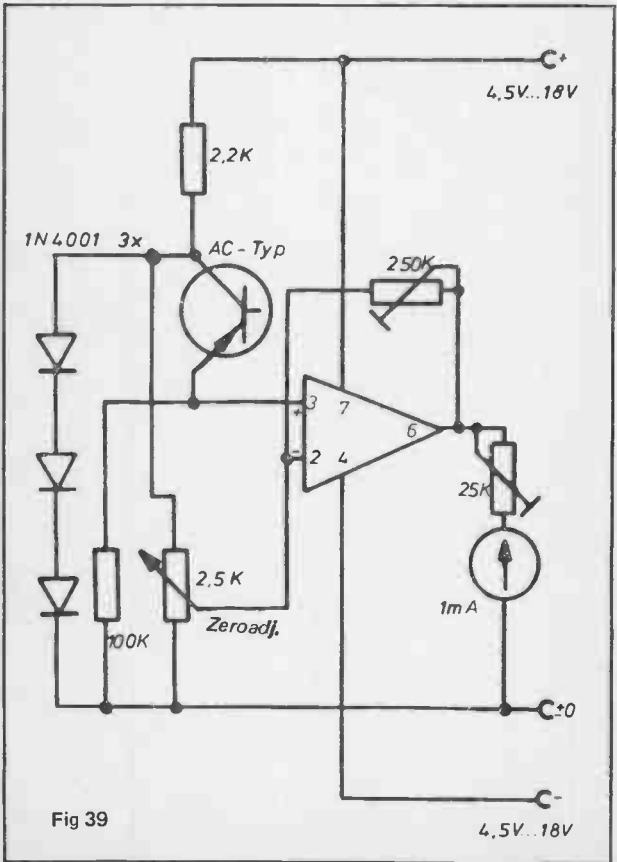 C+
4,5V...18V
2,2K
1N4001 3x
AC-Typ
250K
3
7
+
6
-
2
4
25K
2,5K
100K
Zeroadj.
1mA
±0
-
Fig 39
4,5V...18V